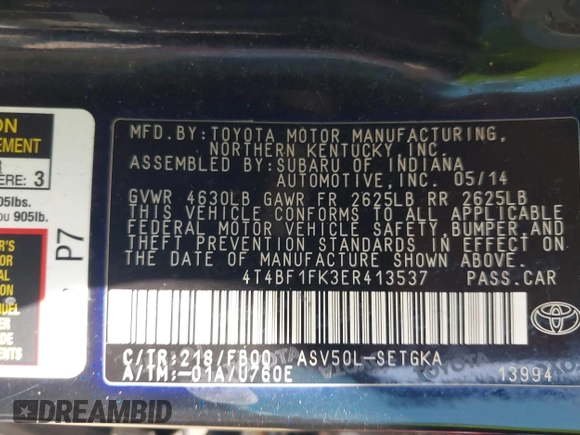 ON
EMENT
ERE: 3
05lbs.
ou 905lb.
P7
MFD.BY:TOYOTA MOTOR MANUFACTURING,
NORTHERN KENTUCKY, INC
ASSEMBLED BY:SUBARU OF INDIANA
AUTOMOTIVE, INC. 05/14
GVWR 4630LB GAWR FR 2625LB RR 2625LB
THIS VEHICLE CONFORMS TO ALL APPLICABLE
FEDERAL MOTOR VEHICLE SAFETY, BUMPER, AND
THEFT PREVENTION STANDARDS IN EFFECT ON
THE DATE OF MANUFACTURE SHOWN ABOVE.
4T4BF1FK3ER413537 PASS.CAR
C/TR:218/FB00 ASV50L-SETGKA
A/TM:-01A/U760E
13994
TOYOTA
DREAMBID